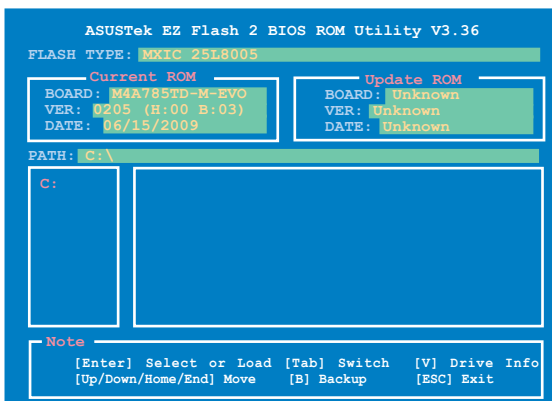 ASUSTek EZ Flash 2 BIOS ROM Utility V3.36
FLASH TYPE: MXIC 25L8005
Current ROM
BOARD: M4A785TD-M-EVO
VER: 0205 (H:00 B:03)
DATE: 06/15/2009
Update ROM
BOARD: Unknown
VER: Unknown
DATE: Unknown
PATH: C:\
C:
Note
[Enter] Select or Load [Tab] Switch [V] Drive Info
[Up/Down/Home/End] Move [B] Backup [ESC] Exit